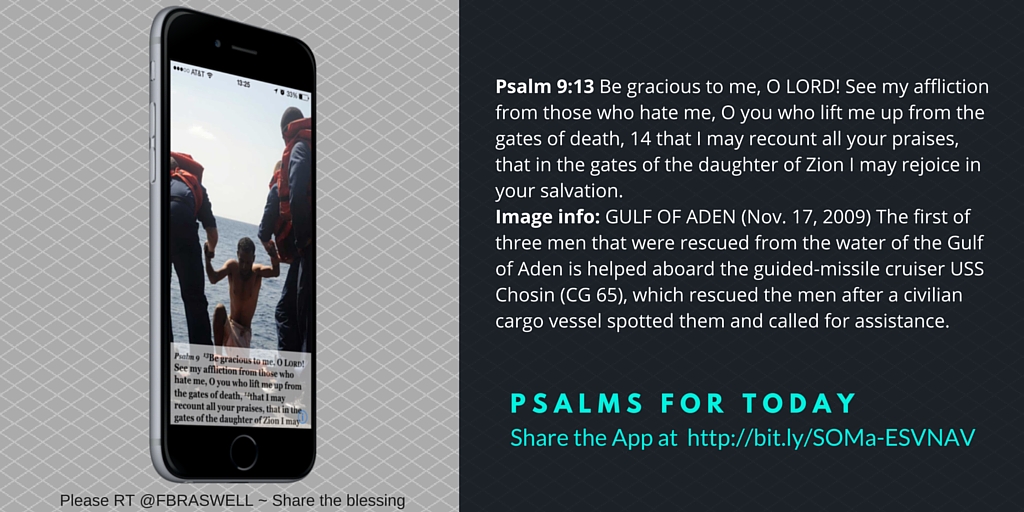 AT&T
13:25
33%
Psalm 9 13Be gracious to me, O LORD!
See my affliction from those who
hate me, O you who lift me up from
the gates of death, 14that I may
recount all your praises, that in the
gates of the daughter of Zion I may
Please RT @FBRASWELL ~ Share the blessing
Psalm 9:13 Be gracious to me, O LORD! See my affliction
from those who hate me, O you who lift me up from the
gates of death, 14 that I may recount all your praises,
that in the gates of the daughter of Zion I may rejoice in
your salvation.
Image info: GULF OF ADEN (Nov. 17, 2009) The first of
three men that were rescued from the water of the Gulf
of Aden is helped aboard the guided-missile cruiser USS
Chosin (CG 65), which rescued the men after a civilian
cargo vessel spotted them and called for assistance.
PSALMS FOR TODAY
Share the App at http://bit.ly/SOMa-ESVNAV